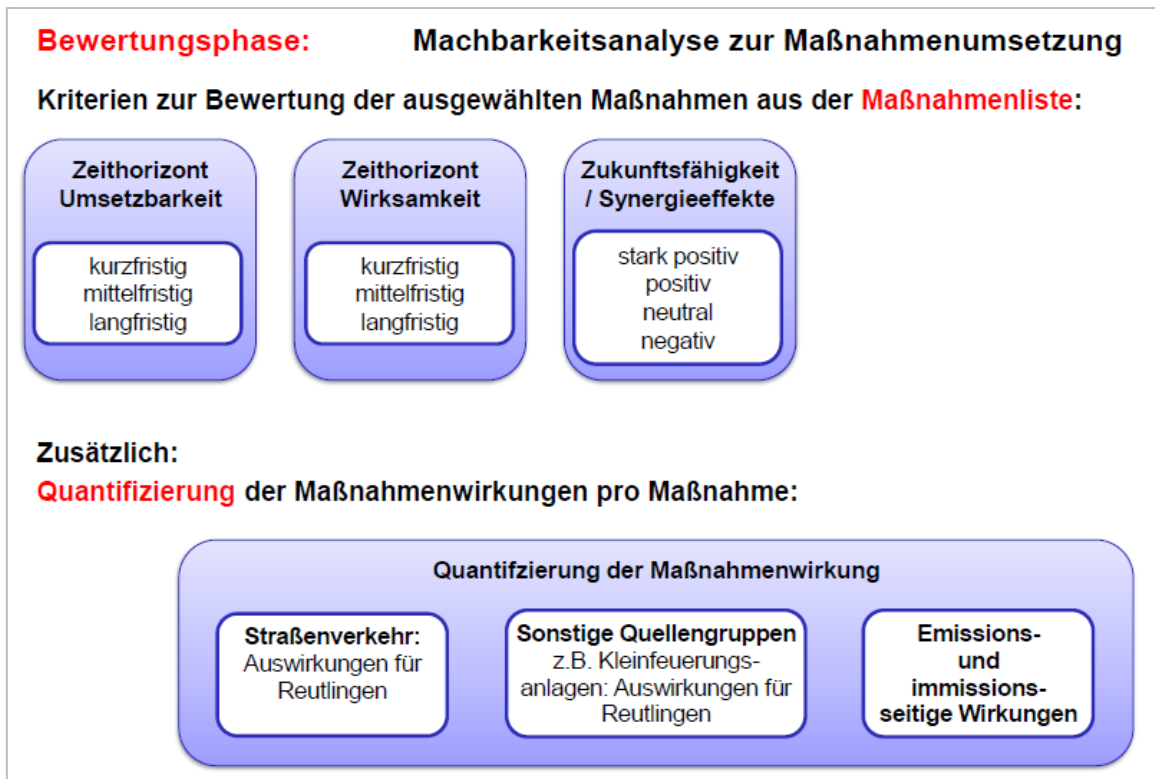 Bewertungsphase: Machbarkeitsanalyse zur Maßnahmenumsetzung
Kriterien zur Bewertung der ausgewählten Maßnahmen aus der Maßnahmenliste:
Zeithorizont
Umsetzbarkeit
kurzfristig
mittelfristig
langfristig
Zeithorizont
Wirksamkeit
kurzfristig
mittelfristig
langfristig
Zukunftsfähigkeit
/ Synergieeffekte
stark positiv
positiv
neutral
negativ
Zusätzlich:
Quantifizierung der Maßnahmenwirkungen pro Maßnahme:
Quantifzierung der Maßnahmenwirkung
Straßenverkehr:
Auswirkungen für
Reutlingen
Sonstige Quellengruppen
z.B. Kleinfeuerungs-
anlagen: Auswirkungen für
Reutlingen
Emissions-
und
immissions-
seitige Wirkungen